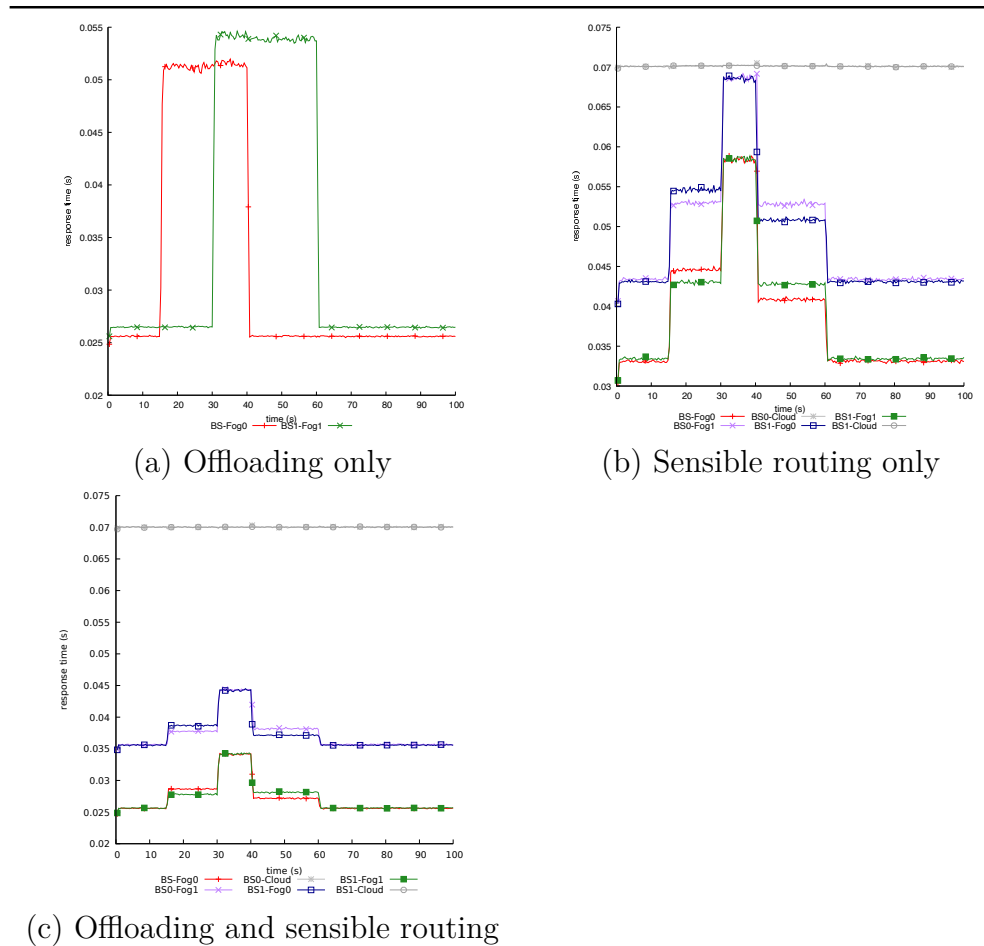 0.055
0.05
0.045
0.04
0.035
0.03
0.025
0.02
response time (s)
0 10 20 30 40 50 60 70 80 90 100
time (s)
BS-Fog0 BS1-Fog1
(a) Offloading only
0.075
0.07
0.065
0.06
0.055
0.05
0.045
0.04
0.035
0.03
response time (s)
0 10 20 30 40 50 60 70 80 90 100
time (s)
BS-Fog0 BS0-Cloud BS1-Fog1
BS0-Fog1 BS1-Fog0 BS1-Cloud
(b) Sensible routing only
0.075
0.07
0.065
0.06
0.055
0.05
0.045
0.04
0.035
0.03
0.025
0.02
response time (s)
0 10 20 30 40 50 60 70 80 90 100
time (s)
BS-Fog0 BS0-Cloud BS1-Fog1
BS0-Fog1 BS1-Fog0 BS1-Cloud
(c) Offloading and sensible routing